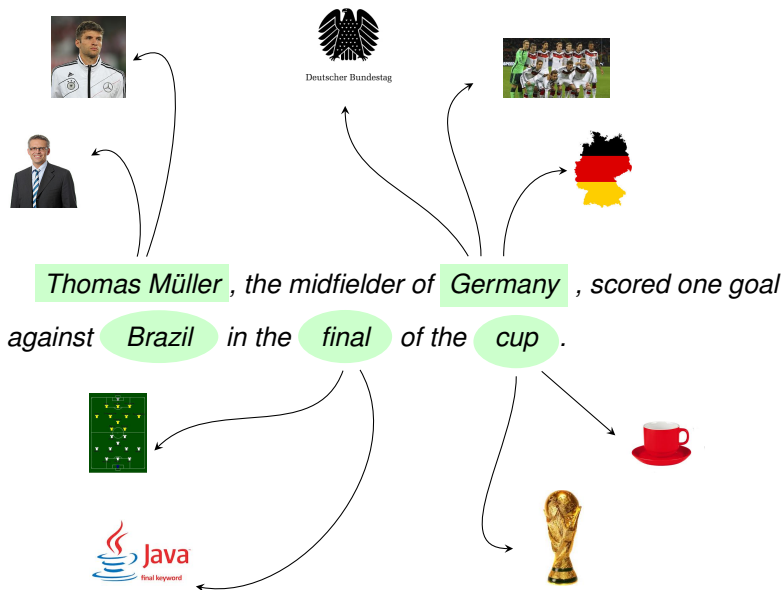 Deutscher Bundestag
Thomas Müller, the midfielder of Germany, scored one goal
against Brazil in the final of the cup.
Java
final keyword